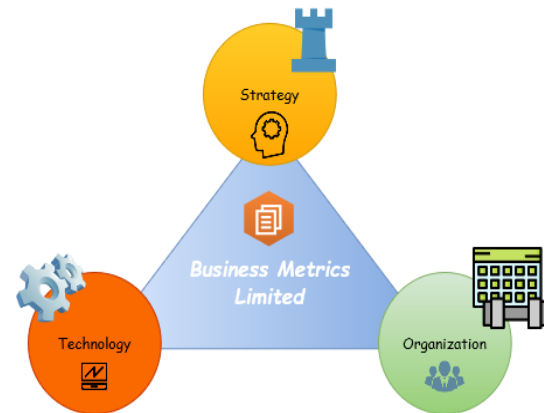 Strategy
Business Metrics
Limited
Technology
Organization